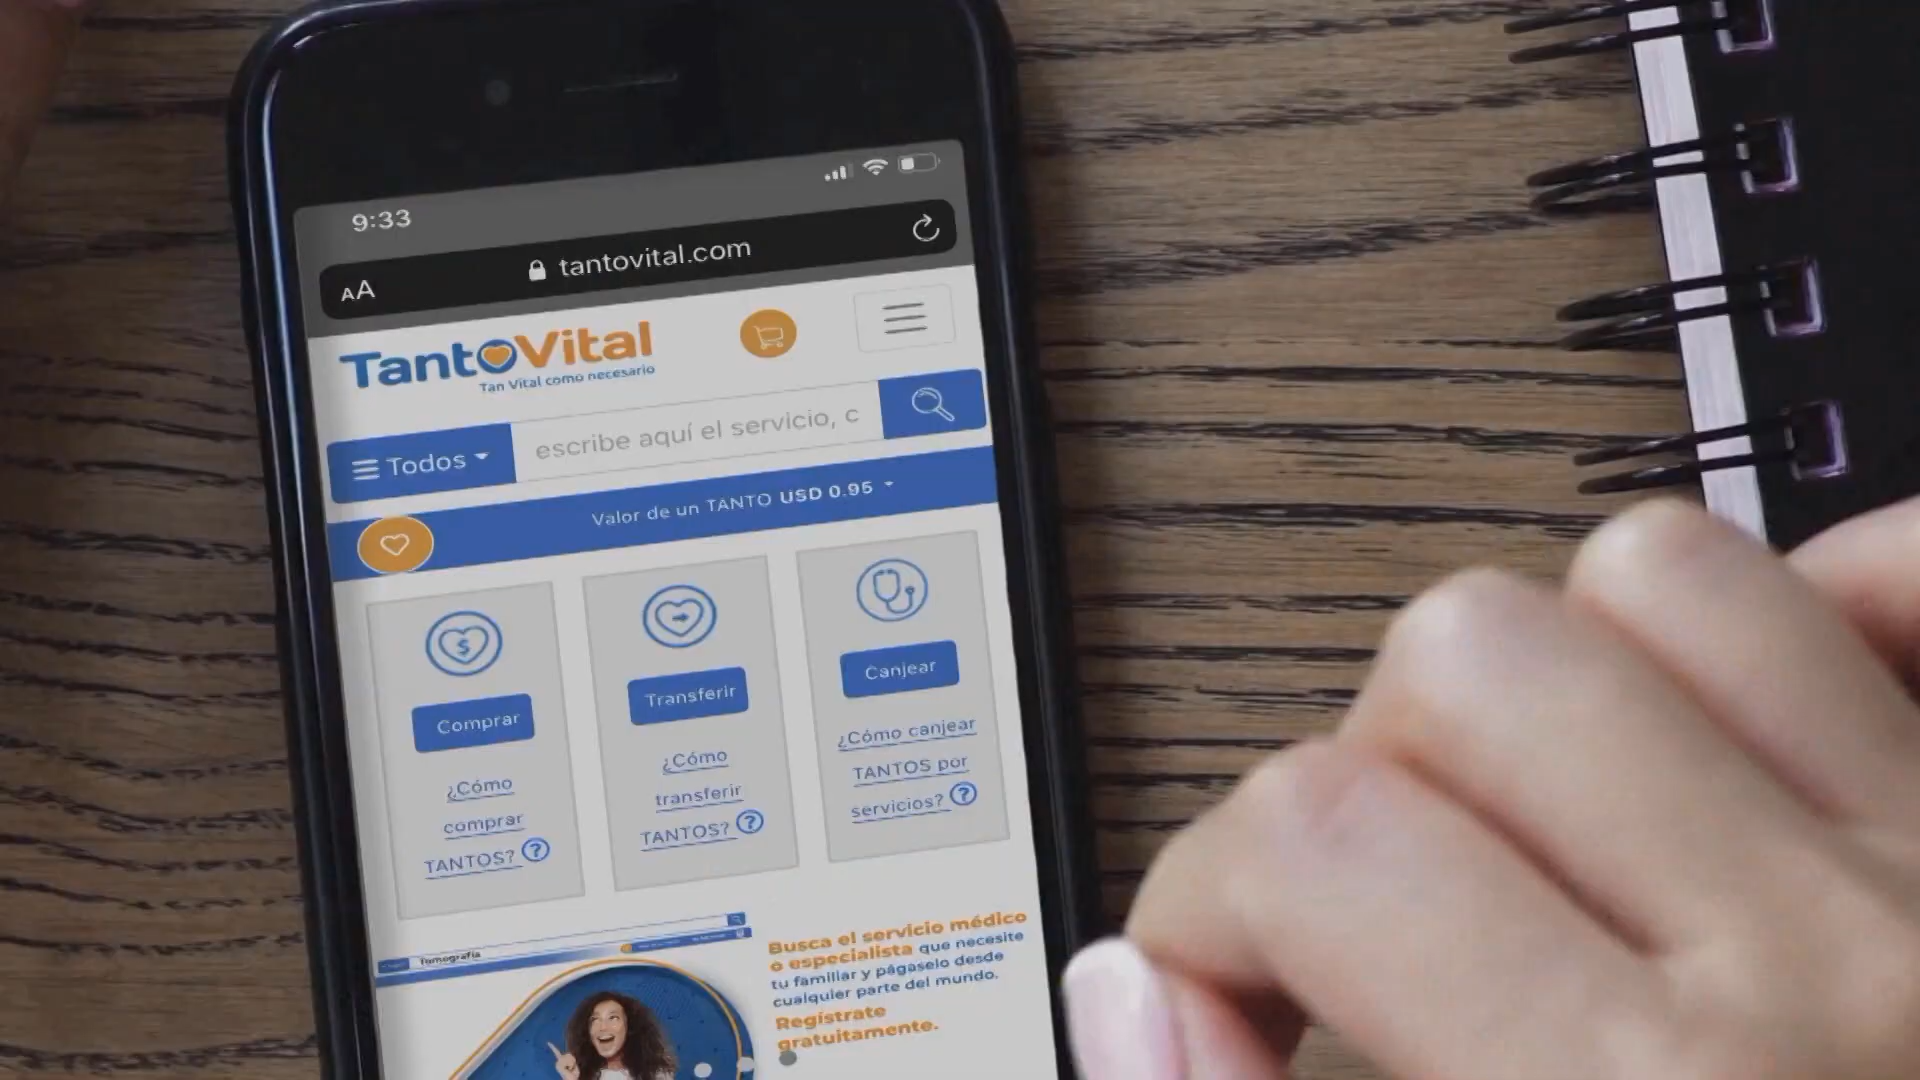 9:33
AA tantovital.com
TantoVital
Tan Vital como necesario
Todos escribe aquí el servicio, c
Valor de un TANTO USD 0.95
Comprar
¿Cómo
comprar
TANTOS? ?
Transferir
¿Cómo
transferir
TANTOS? ?
Canjear
¿Cómo canjear
TANTOS por
servicios? ?
Tomografía
Busca el servicio médico
o especialista que necesite
tu familiar y págaselo desde
cualquier parte del mundo.
Regístrate
gratuitamente.